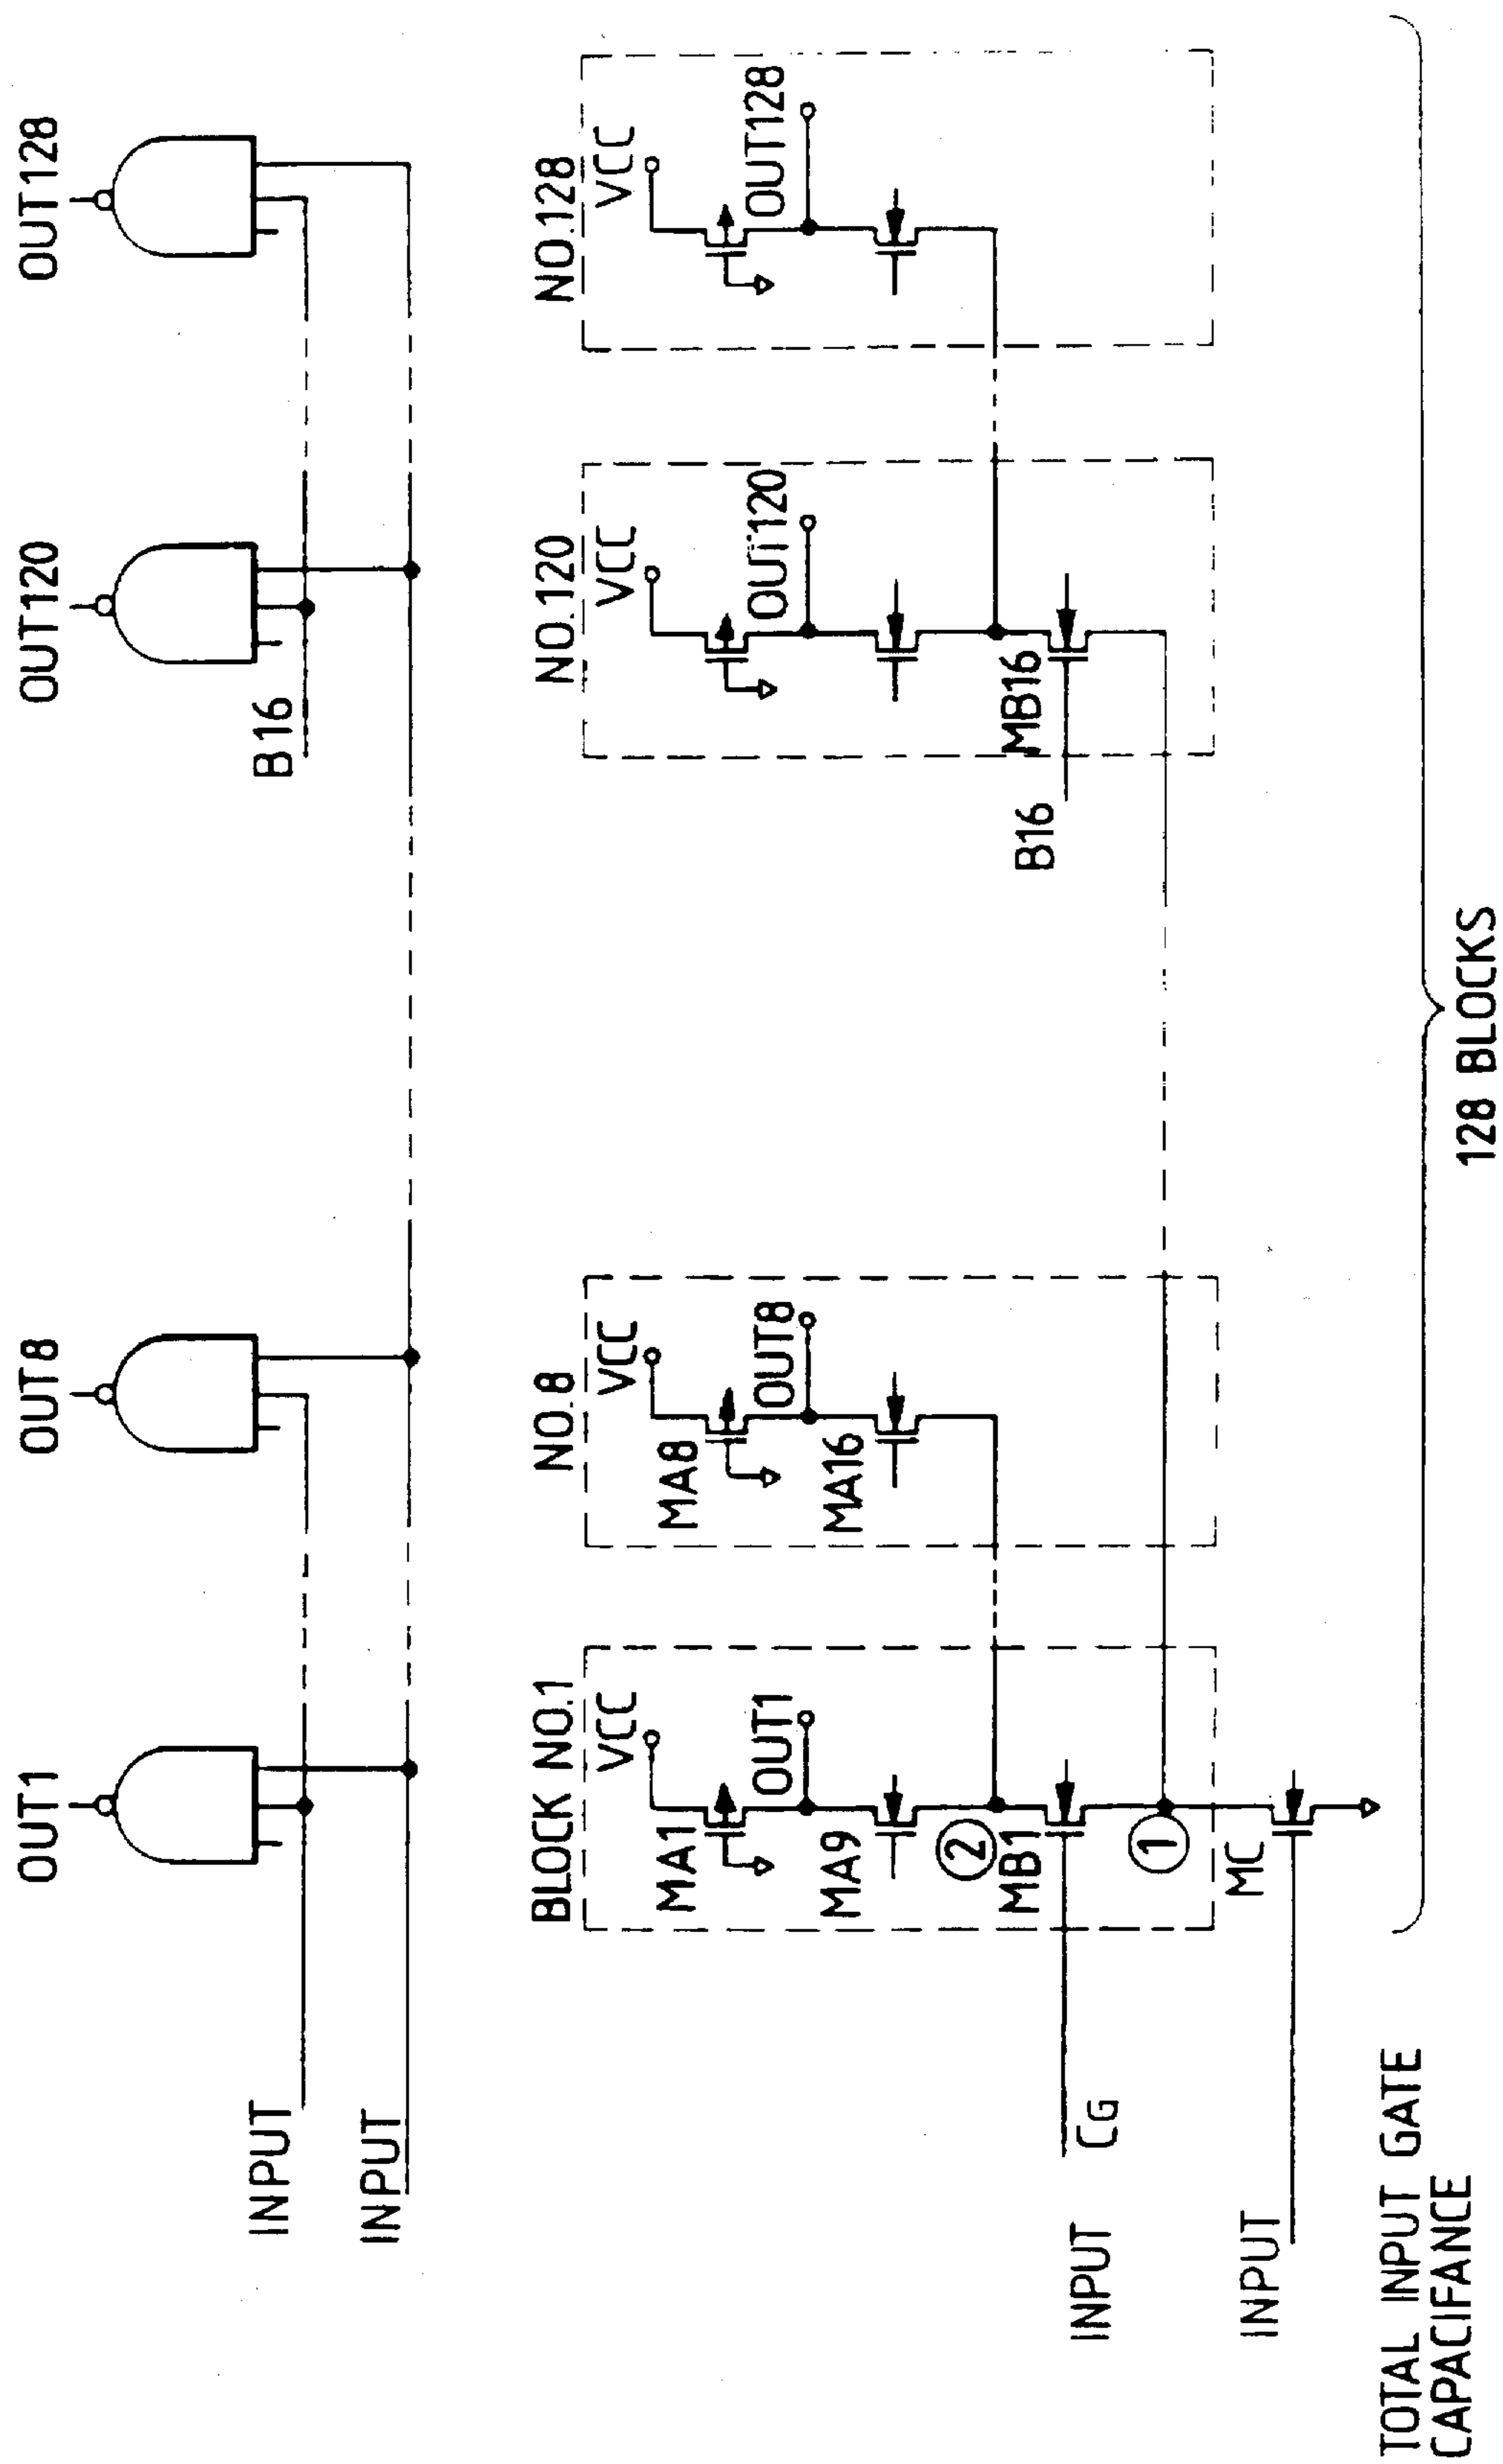 OUT1
OUT8
OUT120
OUT128
B16
INPUT
INPUT
BLOCK NO.1
NO.8
NO.120
NO.128
VCC
VCC
VCC
VCC
MA1
OUT1
MA8
OUT8
OUT120
OUT128
MA9
MA16
②
MB1
MB16
B16
INPUT CG
①
MC
INPUT
TOTAL INPUT GATE
CAPACIFANCE
128 BLOCKS